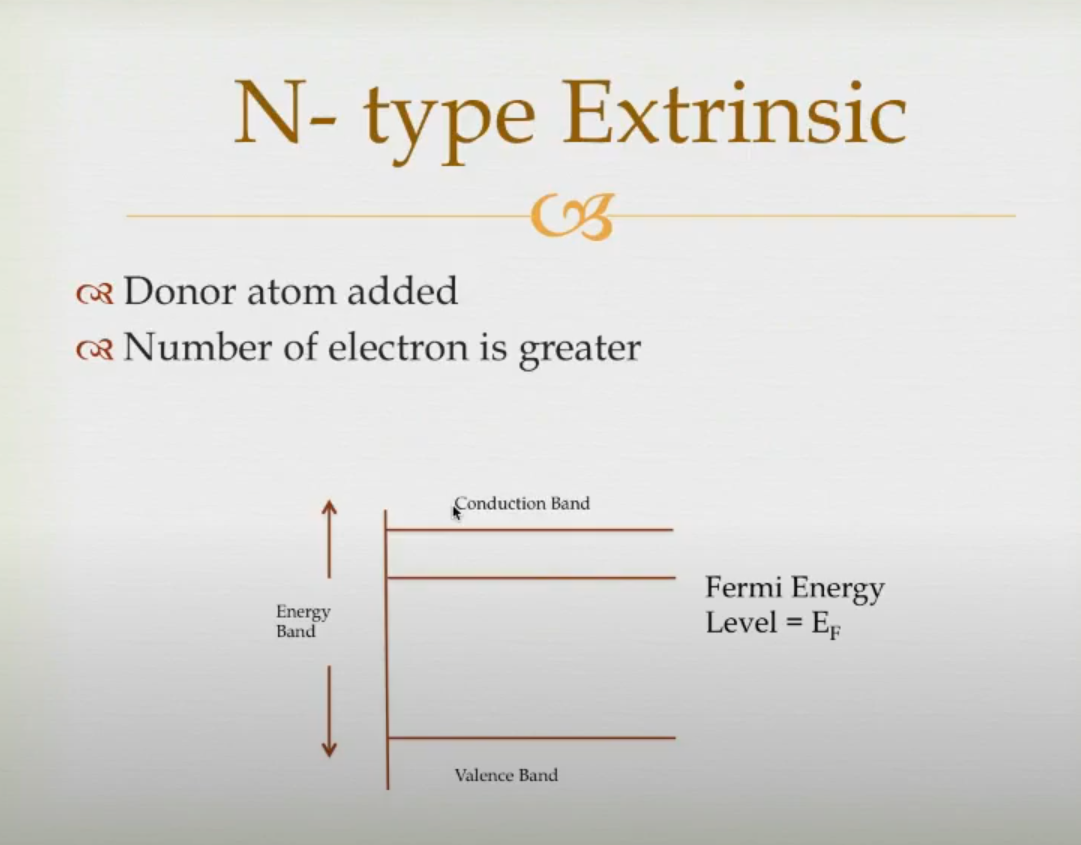 N- type Extrinsic
Donor atom added
Number of electron is greater
Conduction Band
Fermi Energy
Level = E_F
Energy
Band
Valence Band